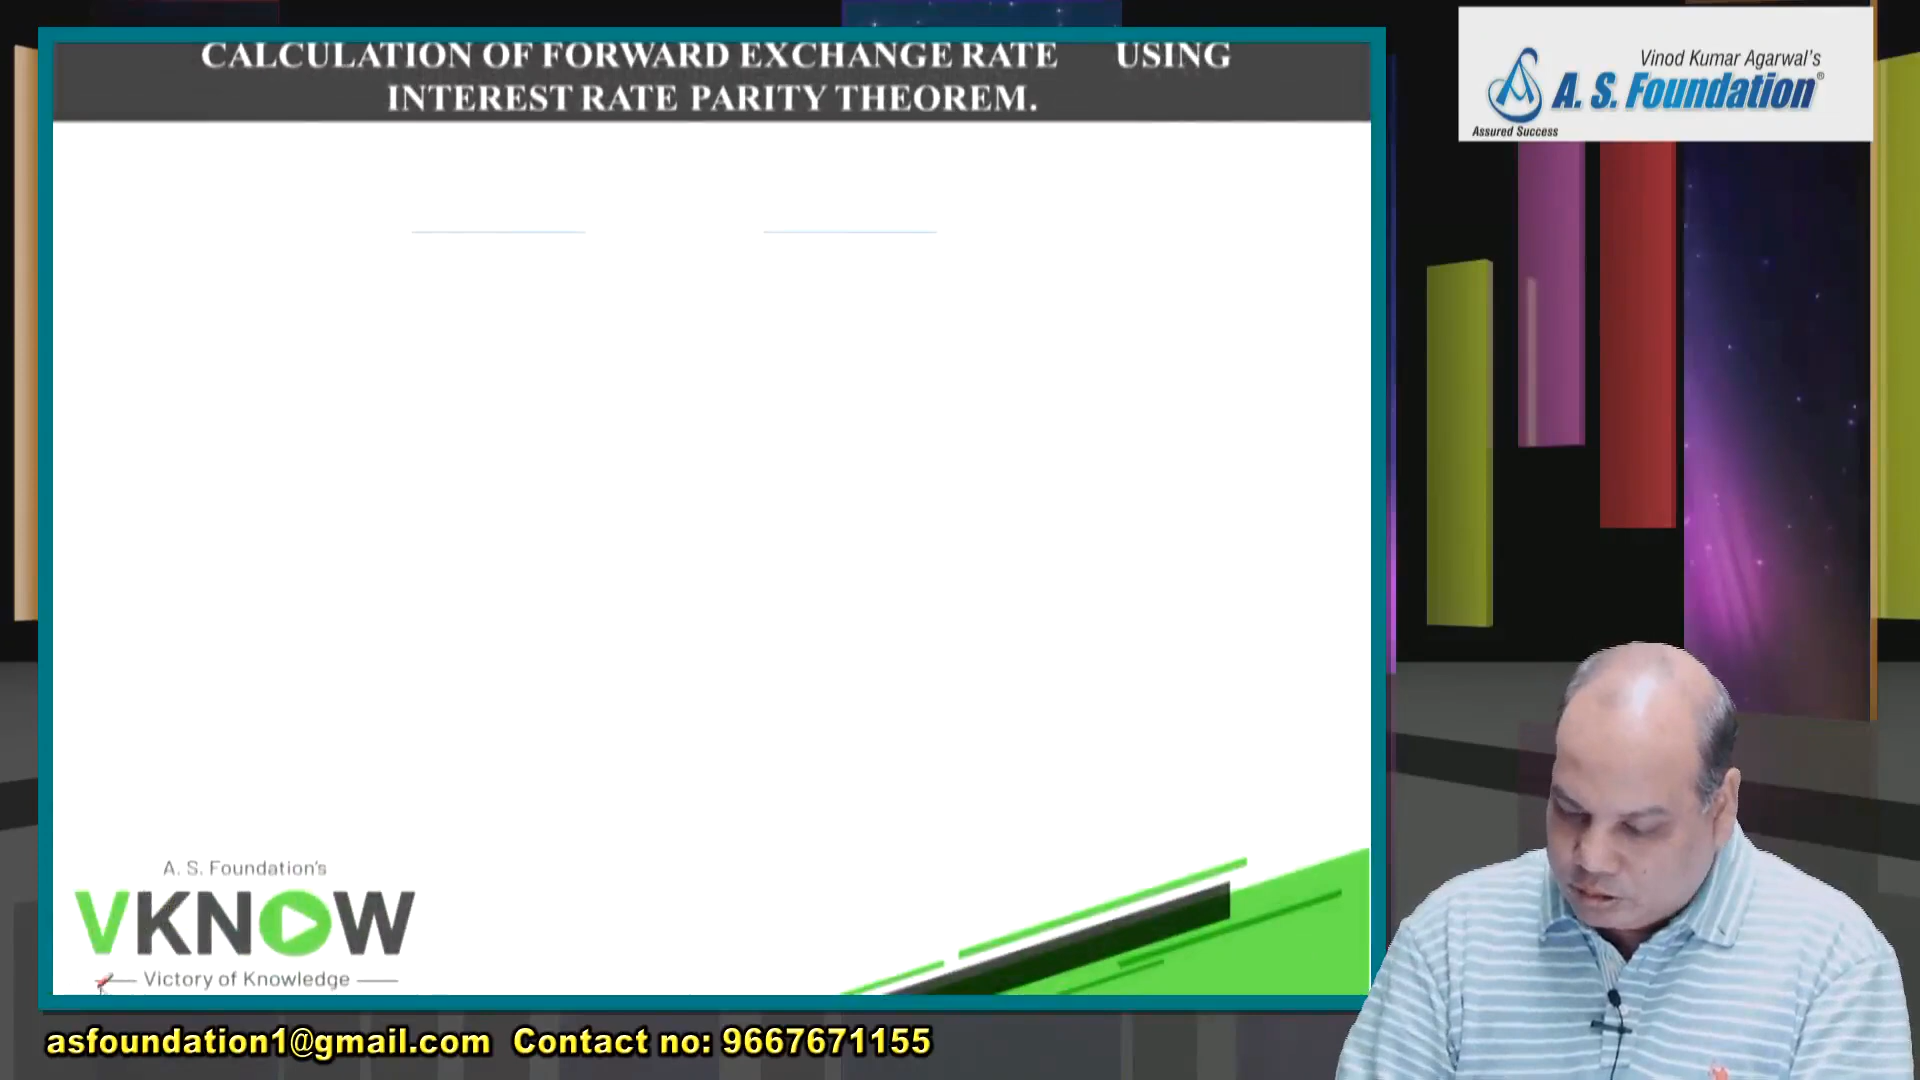 CALCULATION OF FORWARD EXCHANGE RATE USING
INTEREST RATE PARITY THEOREM.
Vinod Kumar Agarwal's
A. S. Foundation®
Assured Success
A. S. Foundation's
VKNOW
Victory of Knowledge
asfoundation1@gmail.com Contact no: 9667671155